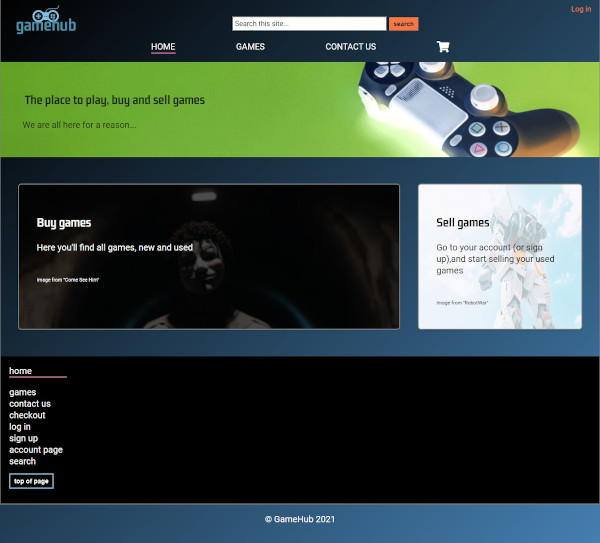 Log in
gamehub
Search this site...
search
HOME
GAMES
CONTACT US
The place to play, buy and sell games
We are all here for a reason...
Buy games
Here you'll find all games, new and used
Image from "Come See Him"
Sell games
Go to your account (or sign
up),and start selling your used
games
Image from "RobotWar"
home
games
contact us
checkout
log in
sign up
account page
search
top of page
© GameHub 2021